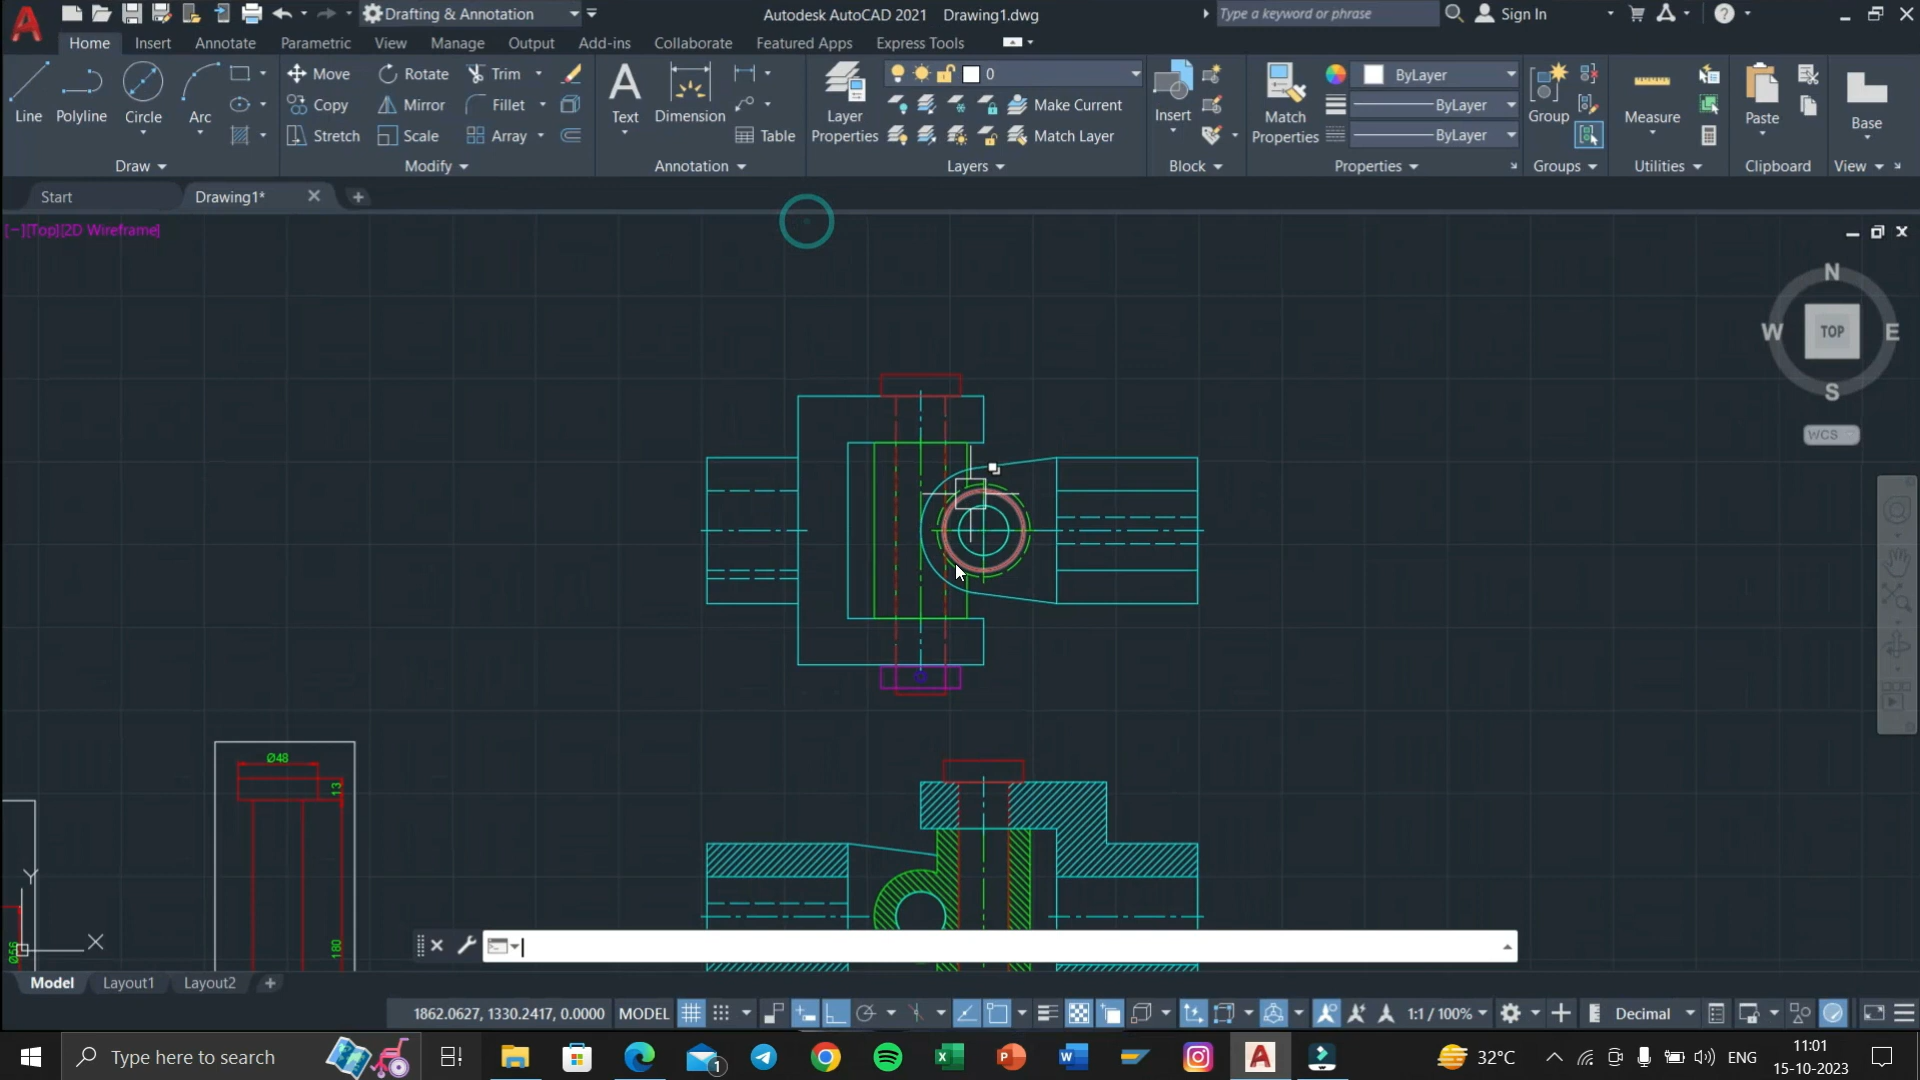 Drafting & Annotation
Autodesk AutoCAD 2021 Drawing1.dwg
Type a keyword or phrase
Sign In
Home Insert Annotate Parametric View Manage Output Add-ins Collaborate Featured Apps Express Tools
Line Polyline Circle Arc
Move Rotate Trim
Copy Mirror Fillet
Stretch Scale Array
Text Dimension Table
Layer Properties
0
Make Current
Match Layer
Insert
Match Properties
ByLayer
ByLayer
ByLayer
Group
Measure
Paste
Base
Draw Modify Annotation Layers Block Properties Groups Utilities Clipboard View
Start Drawing1*
[−][Top][2D Wireframe]
N
W TOP E
S
WCS
Ø48
13
180
Ø56
Y
X
Model Layout1 Layout2
1862.0627, 1330.2417, 0.0000 MODEL 1:1 / 100% Decimal
Type here to search
1
32°C
ENG
11:01
15-10-2023